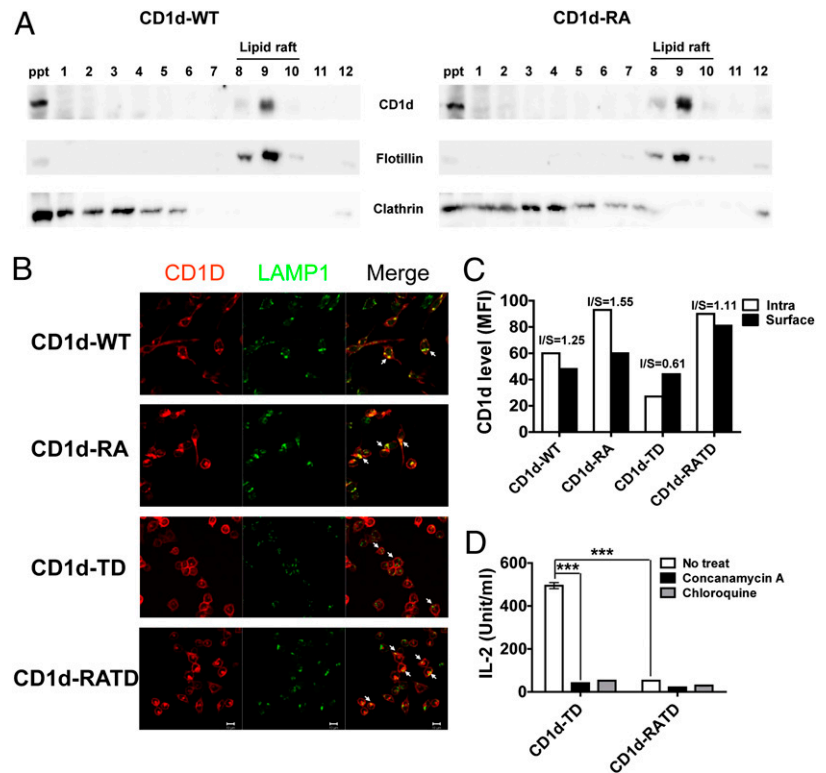 A
CD1d-WT
CD1d-RA
Lipid raft
Lipid raft
ppt 1 2 3 4 5 6 7 8 9 10 11 12
ppt 1 2 3 4 5 6 7 8 9 10 11 12
CD1d
Flotillin
Clathrin
B
CD1D LAMP1 Merge
CD1d-WT
CD1d-RA
CD1d-TD
CD1d-RATD
C
CD1d level (MFI)
100
80
60
40
20
0
I/S=1.25
I/S=1.55
I/S=0.61
I/S=1.11
Intra
Surface
CD1d-WT
CD1d-RA
CD1d-TD
CD1d-RATD
D
IL-2 (Unit/ml)
600
400
200
0
***
***
No treat
Concanamycin A
Chloroquine
CD1d-TD
CD1d-RATD